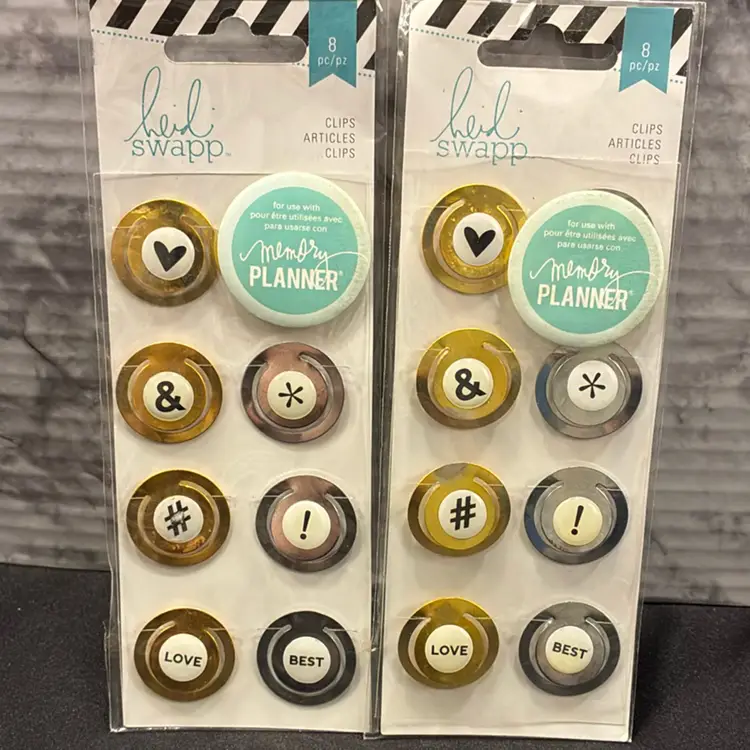 8
pc/pz
heidi
swapp™
CLIPS
ARTICLES
CLIPS
for use with
pour être utilisées avec
para usarse con
memory
PLANNER®
&
*
#
!
LOVE
BEST
8
pc/pz
heidi
swapp
CLIPS
ARTICLES
CLIPS
for use with
pour être utilisées avec
para usarse con
memory
PLANNER®
&
*
#
!
LOVE
BEST